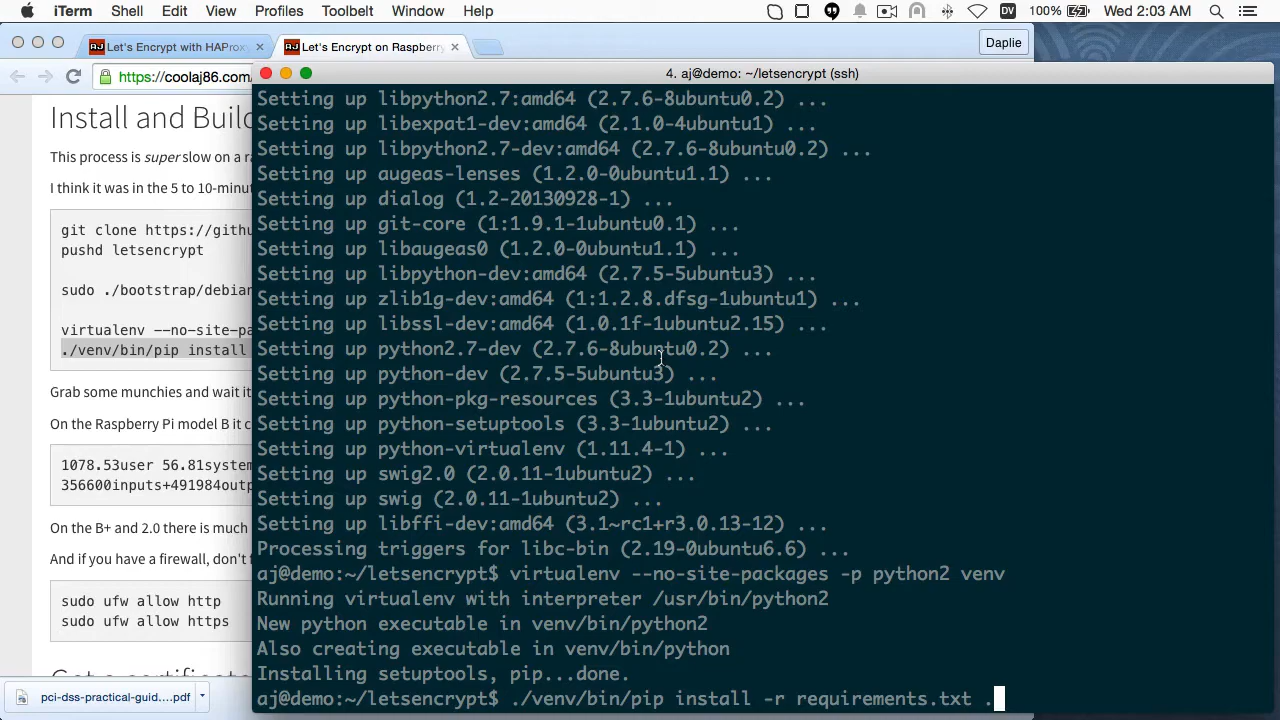 iTerm Shell Edit View Profiles Toolbelt Window Help DV 100% Wed 2:03 AM
Let's Encrypt with HAProxy
Let's Encrypt on Raspberry
Daplie
https://coolaj86.com/
4. aj@demo: ~/letsencrypt (ssh)
Install and Build
This process is super slow on a ra
I think it was in the 5 to 10-minut
git clone https://gith
pushd letsencrypt
sudo ./bootstrap/debian
virtualenv --no-site-pa
./venv/bin/pip install
Grab some munchies and wait it
On the Raspberry Pi model B it c
1078.53user 56.81system
356600inputs+491984outp
On the B+ and 2.0 there is much
And if you have a firewall, don't f
sudo ufw allow http
sudo ufw allow https
Get a certificate
pci-dss-practical-guid....pdf
Setting up libpython2.7:amd64 (2.7.6-8ubuntu0.2) ...
Setting up libexpat1-dev:amd64 (2.1.0-4ubuntu1) ...
Setting up libpython2.7-dev:amd64 (2.7.6-8ubuntu0.2) ...
Setting up augeas-lenses (1.2.0-0ubuntu1.1) ...
Setting up dialog (1.2-20130928-1) ...
Setting up git-core (1:1.9.1-1ubuntu0.1) ...
Setting up libaugeas0 (1.2.0-0ubuntu1.1) ...
Setting up libpython-dev:amd64 (2.7.5-5ubuntu3) ...
Setting up zlib1g-dev:amd64 (1:1.2.8.dfsg-1ubuntu1) ...
Setting up libssl-dev:amd64 (1.0.1f-1ubuntu2.15) ...
Setting up python2.7-dev (2.7.6-8ubuntu0.2) ...
Setting up python-dev (2.7.5-5ubuntu3) ...
Setting up python-pkg-resources (3.3-1ubuntu2) ...
Setting up python-setuptools (3.3-1ubuntu2) ...
Setting up python-virtualenv (1.11.4-1) ...
Setting up swig2.0 (2.0.11-1ubuntu2) ...
Setting up swig (2.0.11-1ubuntu2) ...
Setting up libffi-dev:amd64 (3.1~rc1+r3.0.13-12) ...
Processing triggers for libc-bin (2.19-0ubuntu6.6) ...
aj@demo:~/letsencrypt$ virtualenv --no-site-packages -p python2 venv
Running virtualenv with interpreter /usr/bin/python2
New python executable in venv/bin/python2
Also creating executable in venv/bin/python
Installing setuptools, pip...done.
aj@demo:~/letsencrypt$ ./venv/bin/pip install -r requirements.txt .